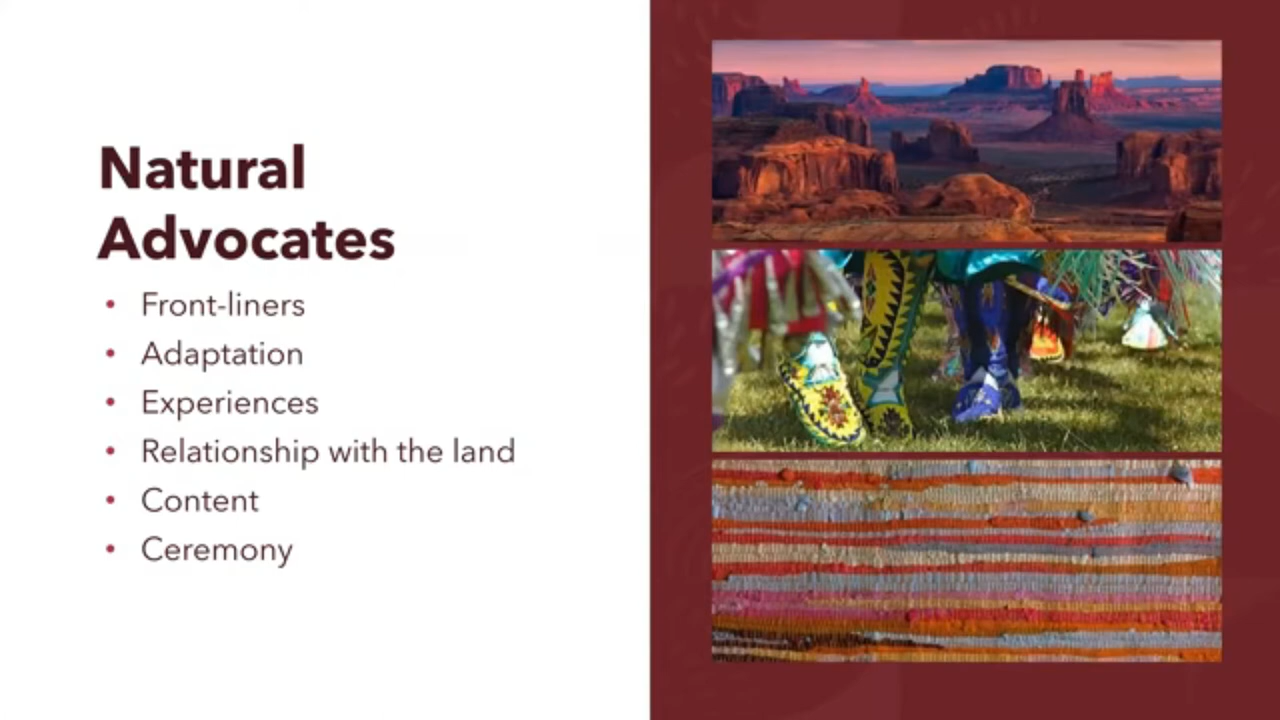 Natural
Advocates
• Front-liners
• Adaptation
• Experiences
• Relationship with the land
• Content
• Ceremony